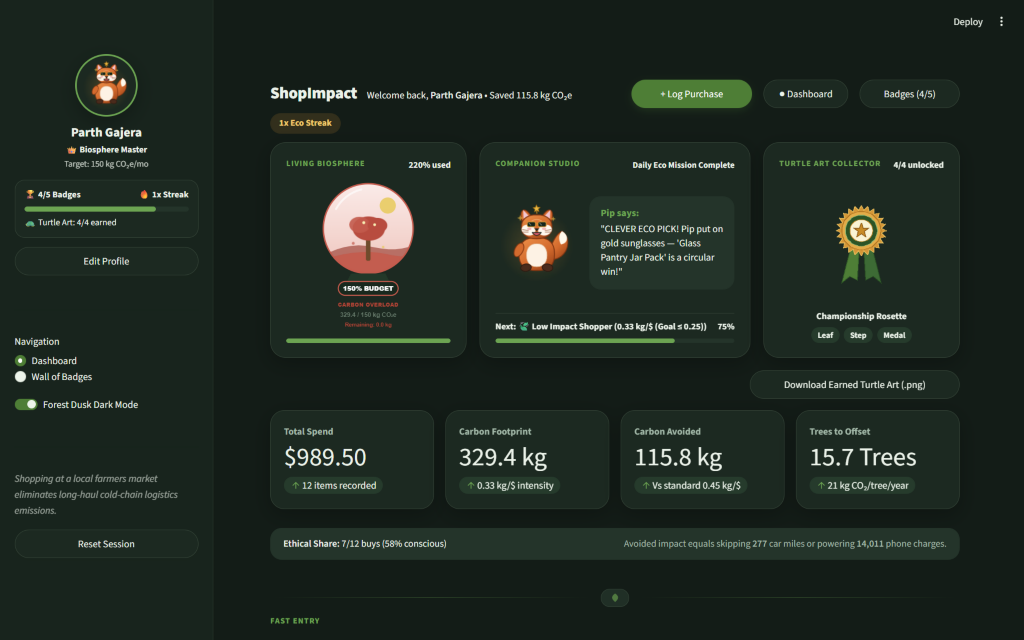 Deploy
Parth Gajera
Biosphere Master
Target: 150 kg CO₂e/mo
4/5 Badges
1x Streak
Turtle Art: 4/4 earned
Edit Profile
Navigation
Dashboard
Wall of Badges
Forest Dusk Dark Mode
Shopping at a local farmers market
eliminates long-haul cold-chain logistics
emissions.
Reset Session
ShopImpact
Welcome back, Parth Gajera • Saved 115.8 kg CO₂e
+ Log Purchase
Dashboard
Badges (4/5)
1x Eco Streak
LIVING BIOSPHERE
220% used
150% BUDGET
CARBON OVERLOAD
329.4 / 150 kg CO₂e
Remaining: 0.0 kg
COMPANION STUDIO
Daily Eco Mission Complete
Pip says:
"CLEVER ECO PICK! Pip put on
gold sunglasses — 'Glass
Pantry Jar Pack' is a circular
win!"
Next: Low Impact Shopper (0.33 kg/$ (Goal ≤ 0.25))
75%
TURTLE ART COLLECTOR
4/4 unlocked
Championship Rosette
Leaf
Step
Medal
Download Earned Turtle Art (.png)
Total Spend
$989.50
↑ 12 items recorded
Carbon Footprint
329.4 kg
↑ 0.33 kg/$ intensity
Carbon Avoided
115.8 kg
↑ Vs standard 0.45 kg/$
Trees to Offset
15.7 Trees
↑ 21 kg CO₂/tree/year
Ethical Share: 7/12 buys (58% conscious)
Avoided impact equals skipping 277 car miles or powering 14,011 phone charges.
FAST ENTRY